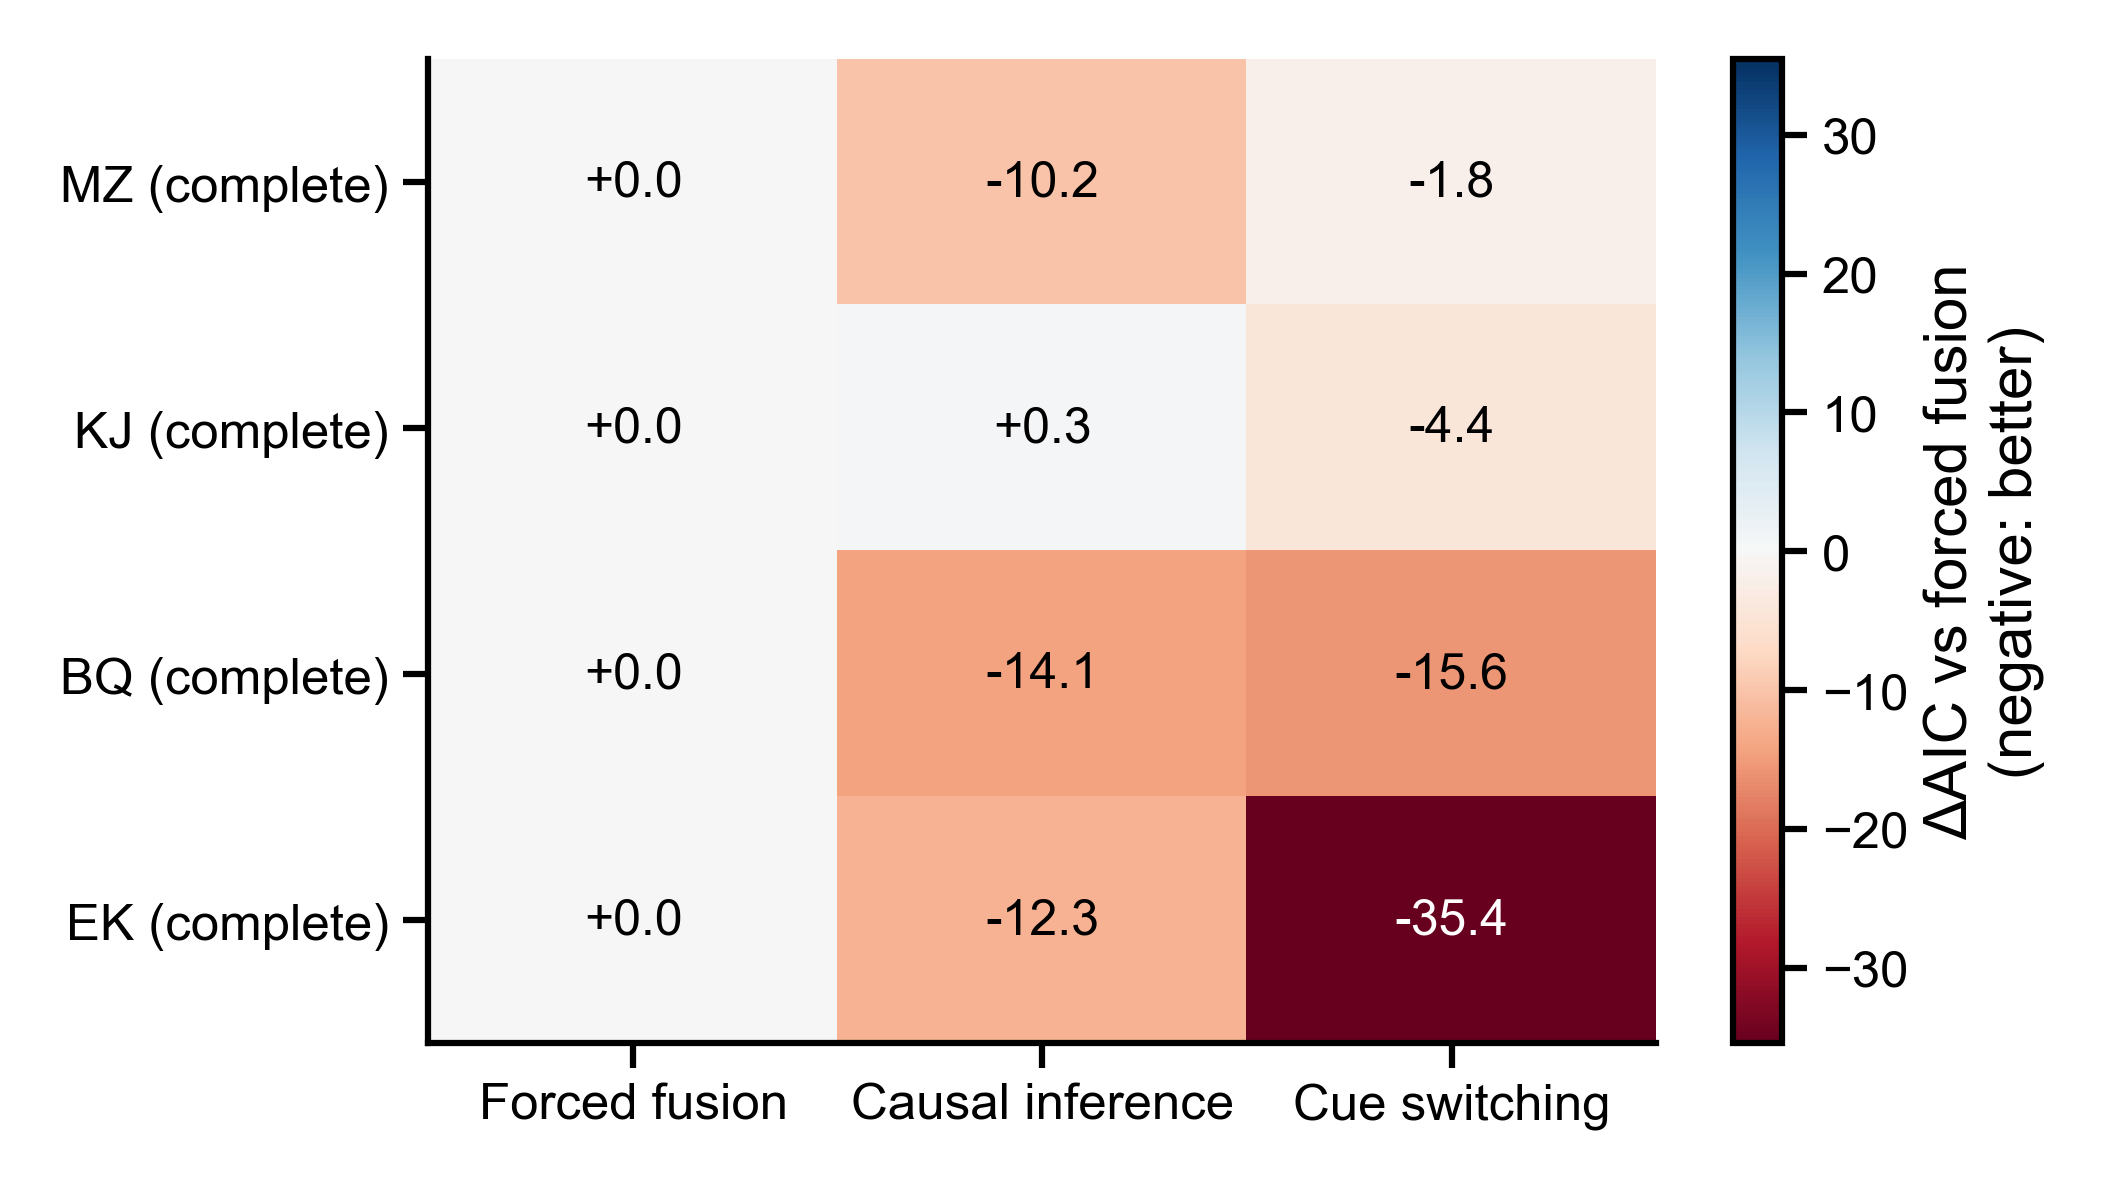 MZ (complete) +0.0 -10.2 -1.8
KJ (complete) +0.0 +0.3 -4.4
BQ (complete) +0.0 -14.1 -15.6
EK (complete) +0.0 -12.3 -35.4
Forced fusion Causal inference Cue switching
30
20
10
0
−10
−20
−30
ΔAIC vs forced fusion
(negative: better)